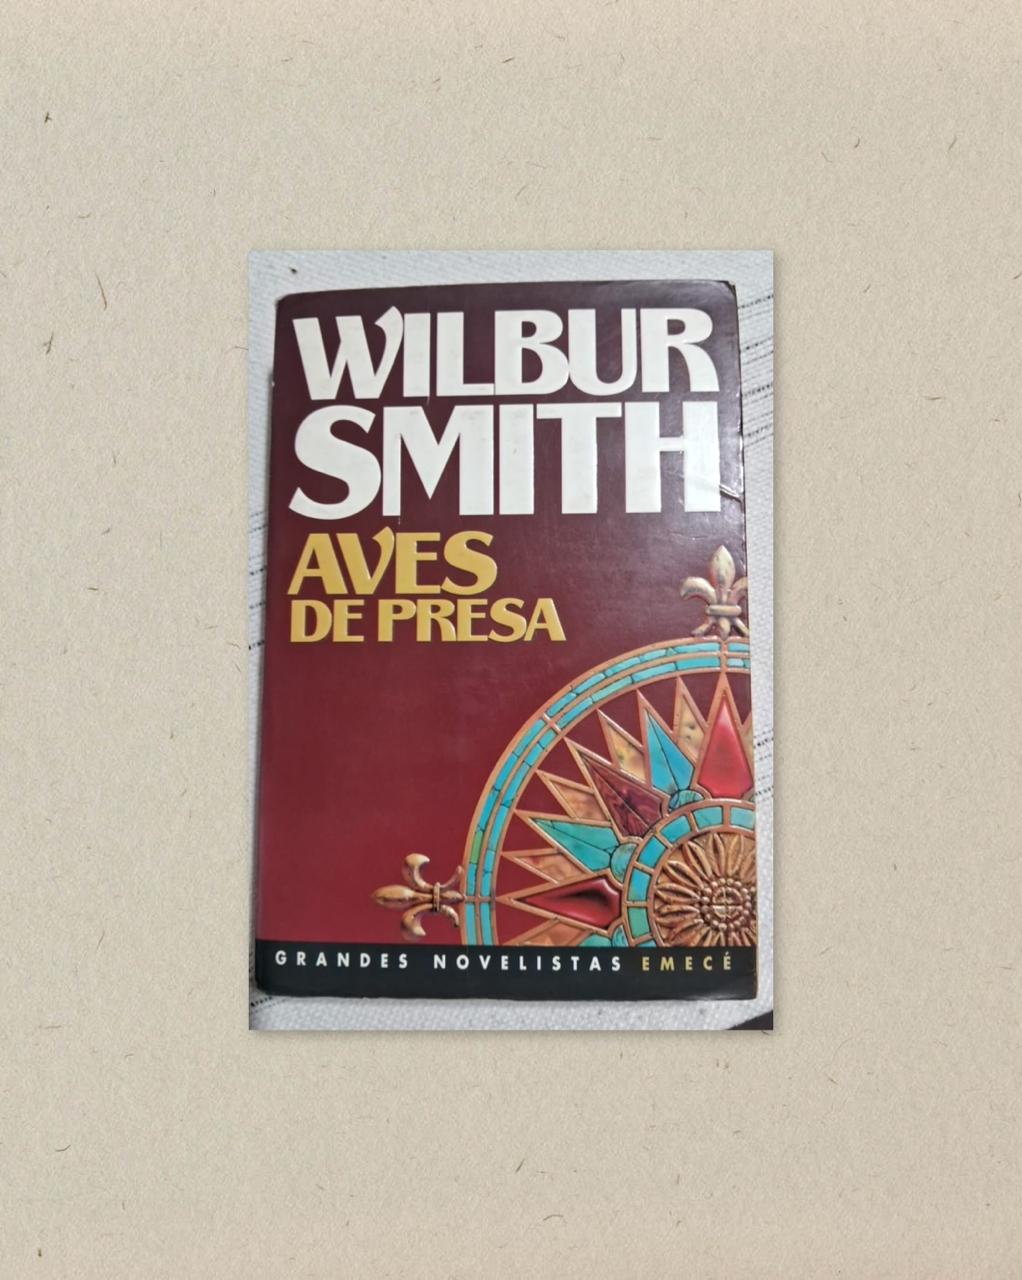 WILBUR
SMITH
AVES
DE PRESA
GRANDES NOVELISTAS EMECÉ